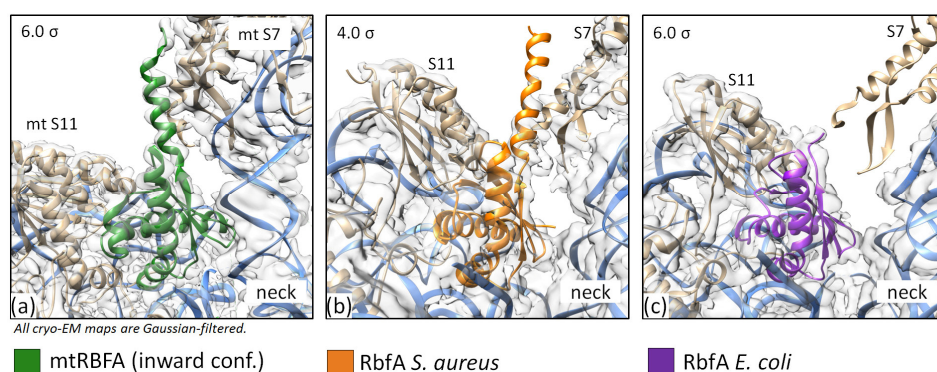 6.0 σ
mt S7
mt S11
(a)
neck
4.0 σ
S7
S11
(b)
neck
6.0 σ
S7
S11
(c)
neck
All cryo-EM maps are Gaussian-filtered.
mtRBFA (inward conf.)
RbfA S. aureus
RbfA E. coli